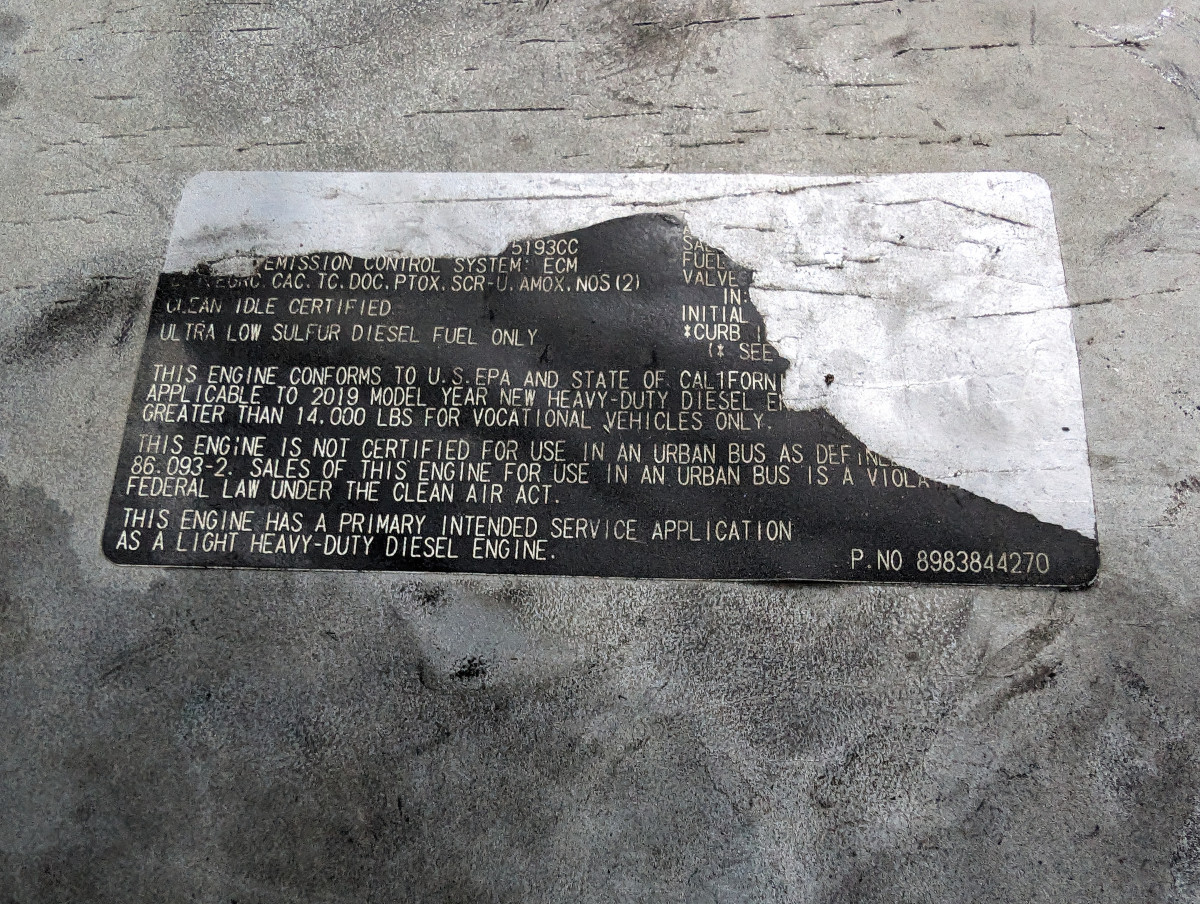 5193CC
EMISSION CONTROL SYSTEM: ECM
EGRC. CAC. TC. DOC. PTOX. SCR-U. AMOX. NOS(2)
CLEAN IDLE CERTIFIED
ULTRA LOW SULFUR DIESEL FUEL ONLY
FUEL
VALVE
IN:
INITIAL
*CURB
(* SEE
THIS ENGINE CONFORMS TO U.S.EPA AND STATE OF CALIFORNI
APPLICABLE TO 2019 MODEL YEAR NEW HEAVY-DUTY DIESEL
GREATER THAN 14.000 LBS FOR VOCATIONAL VEHICLES ONLY.
THIS ENGINE IS NOT CERTIFIED FOR USE IN AN URBAN BUS AS DEFINE
86.093-2. SALES OF THIS ENGINE FOR USE IN AN URBAN BUS IS A VIOLA
FEDERAL LAW UNDER THE CLEAN AIR ACT.
THIS ENGINE HAS A PRIMARY INTENDED SERVICE APPLICATION
AS A LIGHT HEAVY-DUTY DIESEL ENGINE.
P.NO 8983844270